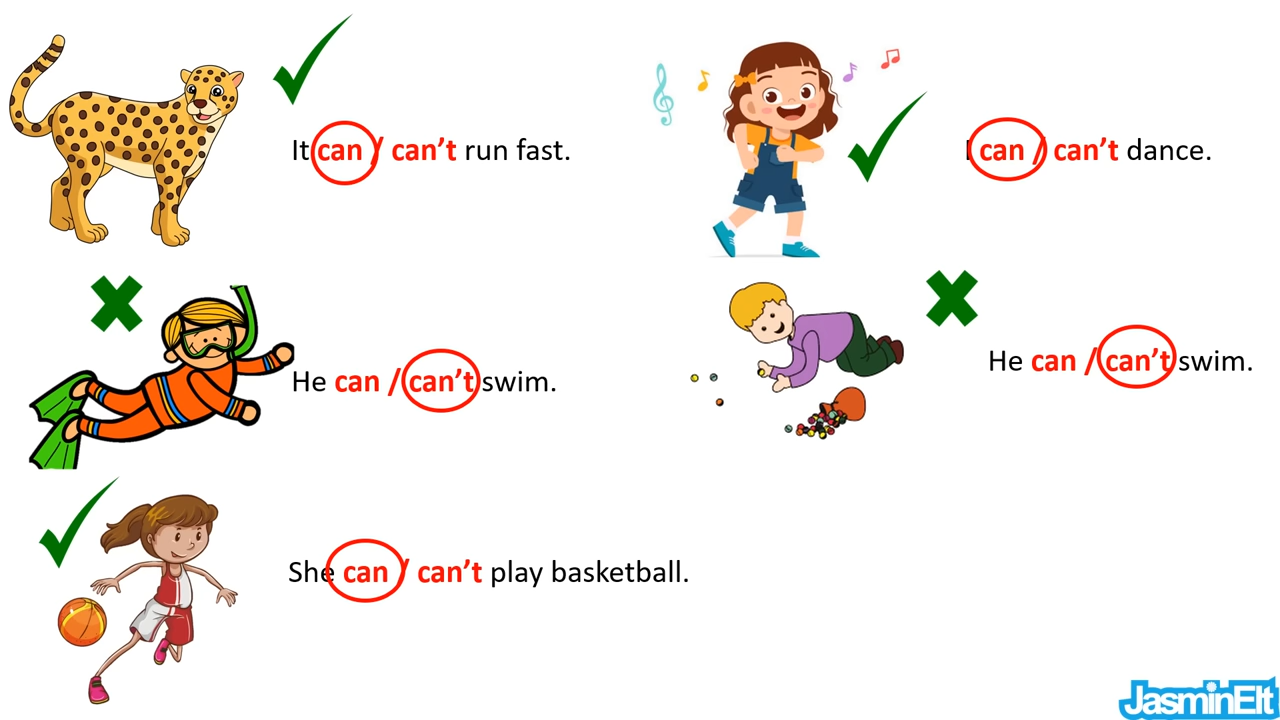 It can / can't run fast.
I can / can't dance.
He can / can't swim.
He can / can't swim.
She can / can't play basketball.
JasminElt